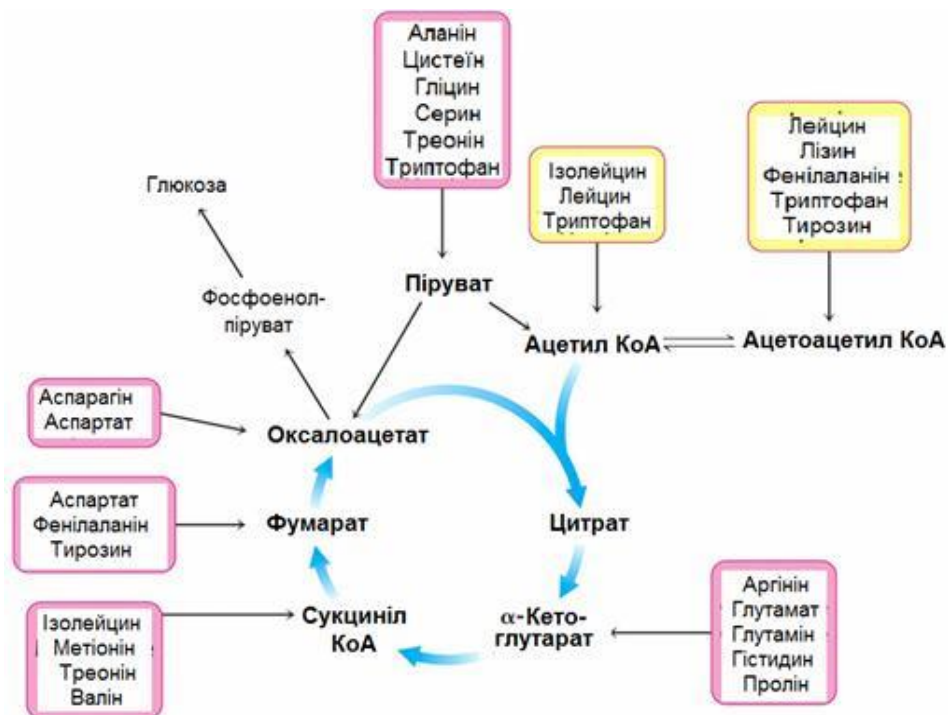 Аланін
Цистеїн
Гліцин
Серин
Треонін
Триптофан
Ізолейцин
Лейцин
Триптофан
Лейцин
Лізин
Фенілаланін
Триптофан
Тирозин
Глюкоза
Фосфоенол-
піруват
Піруват
Ацетил КоА
Ацетоацетил КоА
Аспарагін
Аспартат
Оксалоацетат
Аспартат
Фенілаланін
Тирозин
Фумарат
Цитрат
Ізолейцин
Метіонін
Треонін
Валін
Сукциніл
КоА
α-Кето-
глутарат
Аргінін
Глутамат
Глутамін
Гістидин
Пролін